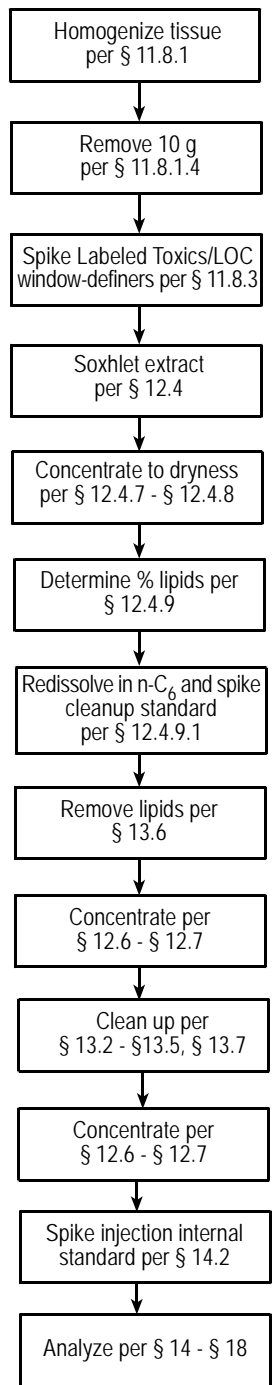 Homogenize tissue
per § 11.8.1
Remove 10 g
per § 11.8.1.4
Spike Labeled Toxics/LOC
window-definers per § 11.8.3
Soxhlet extract
per § 12.4
Concentrate to dryness
per § 12.4.7 - § 12.4.8
Determine % lipids per
§ 12.4.9
Redissolve in n-C₆ and spike
cleanup standard
per § 12.4.9.1
Remove lipids per
§ 13.6
Concentrate per
§ 12.6 - § 12.7
Clean up per
§ 13.2 - §13.5, § 13.7
Concentrate per
§ 12.6 - § 12.7
Spike injection internal
standard per § 14.2
Analyze per § 14 - § 18